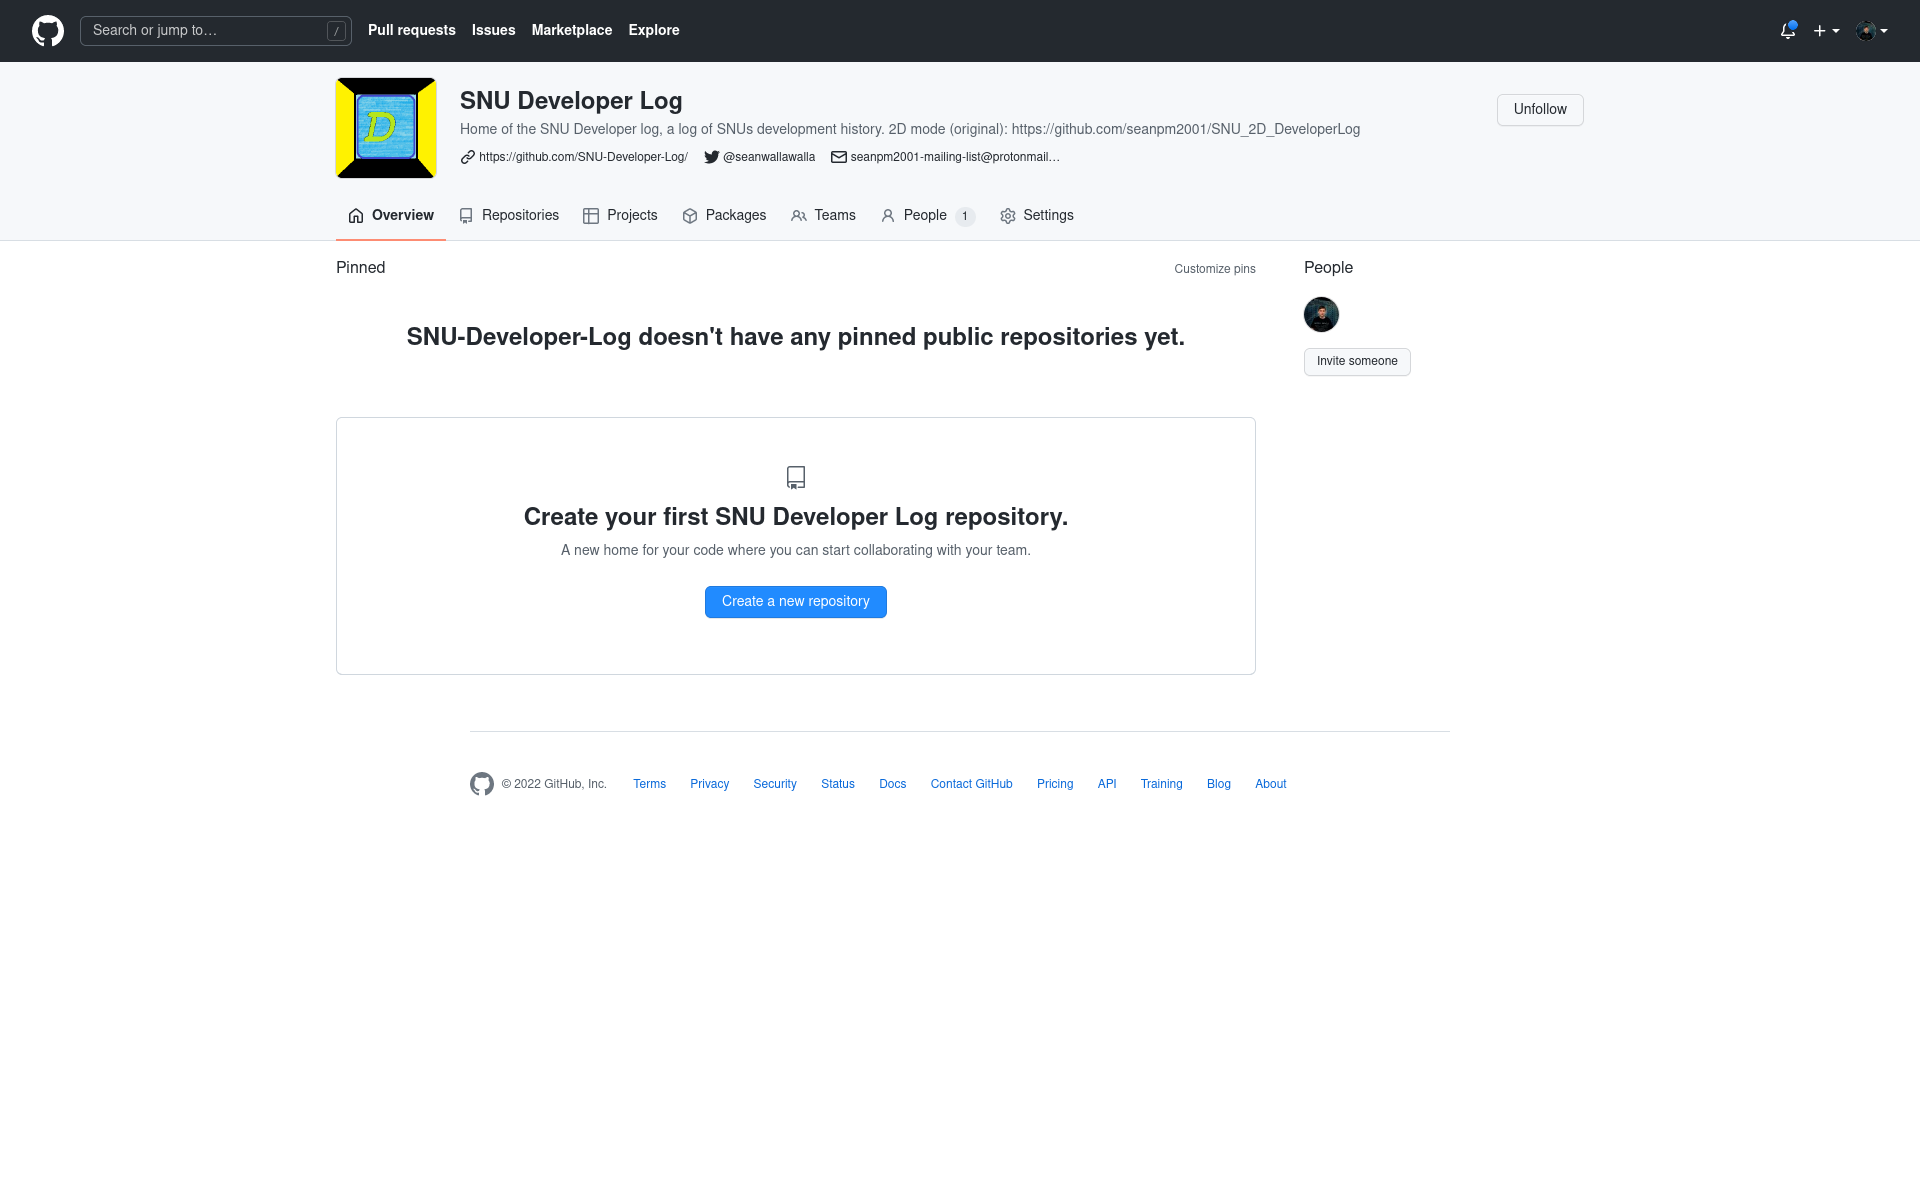 Search or jump to…
/
Pull requests
Issues
Marketplace
Explore
D
SNU Developer Log
Home of the SNU Developer log, a log of SNUs development history. 2D mode (original): https://github.com/seanpm2001/SNU_2D_DeveloperLog
https://github.com/SNU-Developer-Log/
@seanwallawalla
seanpm2001-mailing-list@protonmail…
Unfollow
Overview
Repositories
Projects
Packages
Teams
People 1
Settings
Pinned
Customize pins
SNU-Developer-Log doesn't have any pinned public repositories yet.
People
Invite someone
Create your first SNU Developer Log repository.
A new home for your code where you can start collaborating with your team.
Create a new repository
© 2022 GitHub, Inc.
Terms
Privacy
Security
Status
Docs
Contact GitHub
Pricing
API
Training
Blog
About